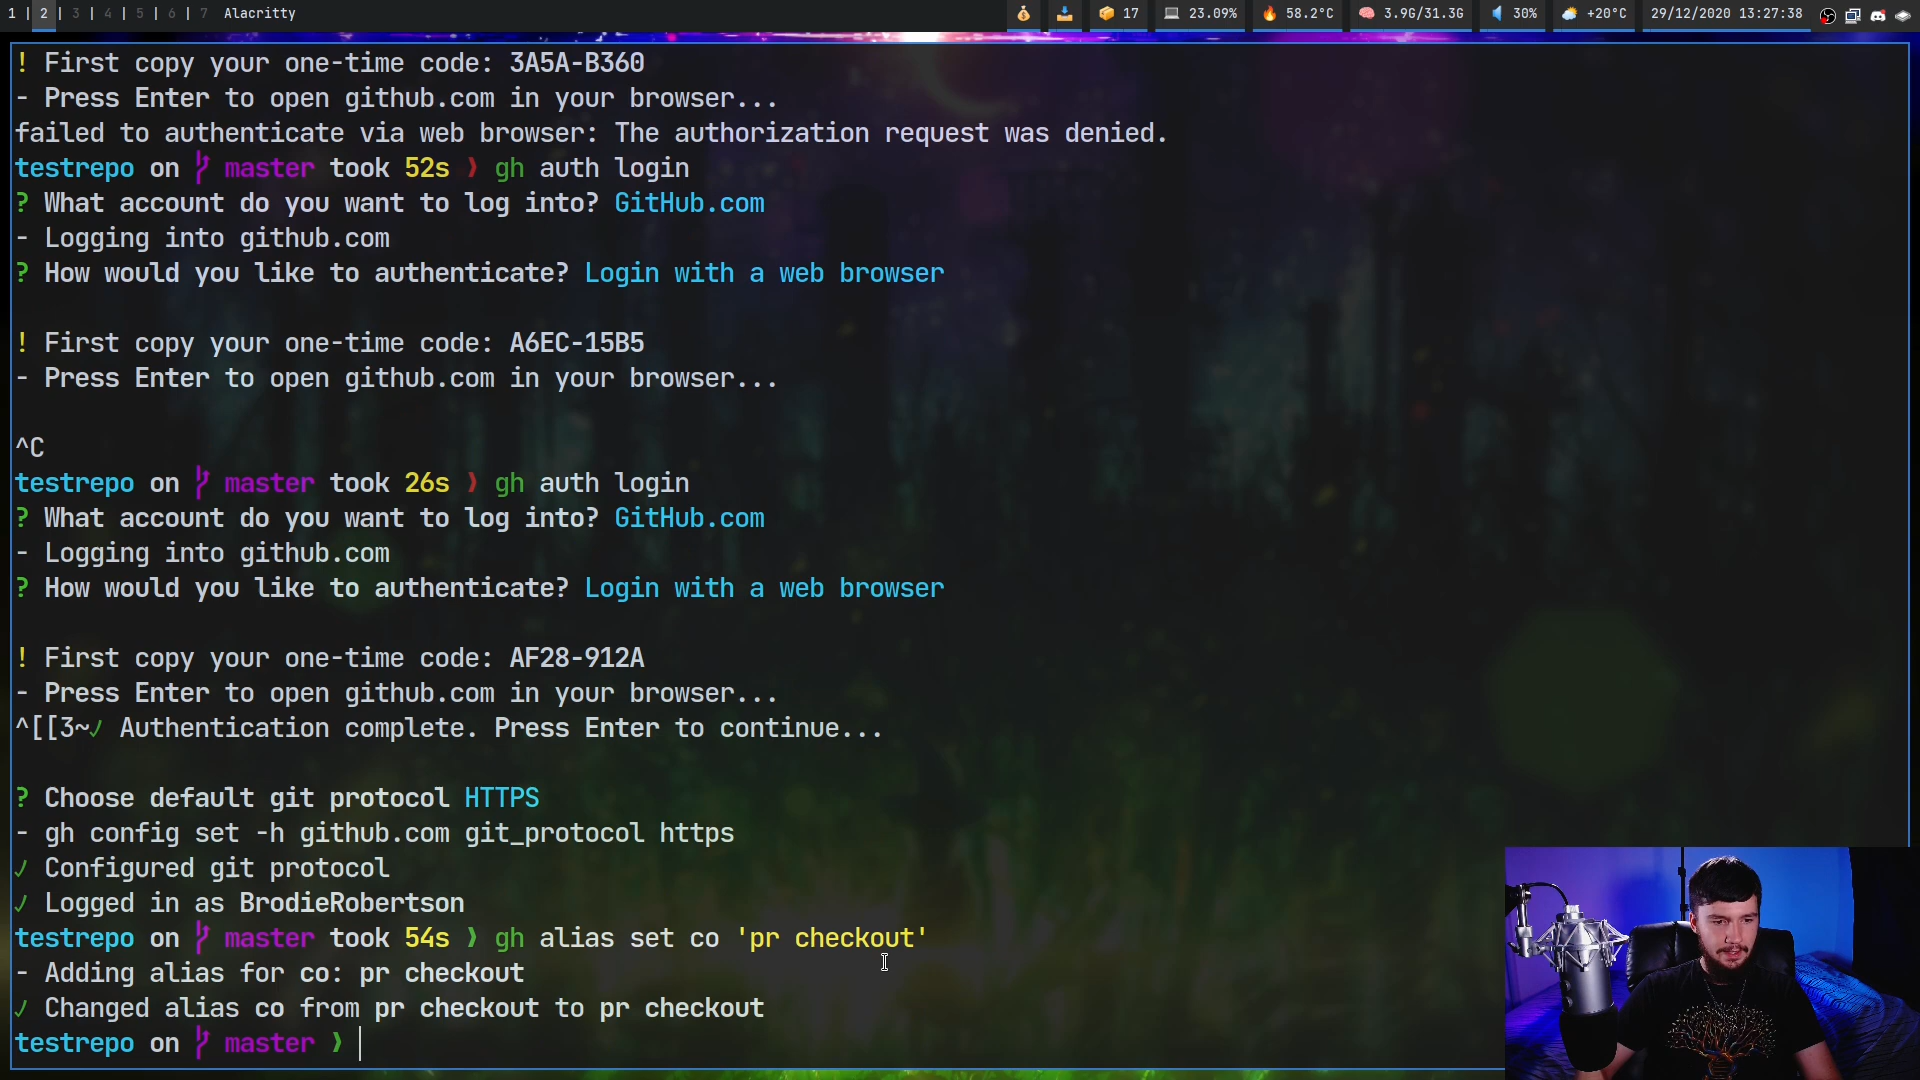 1 | 2 | 3 | 4 | 5 | 6 | 7 Alacritty 17 23.09% 58.2°C 3.9G/31.3G 30% +20°C 29/12/2020 13:27:38
! First copy your one-time code: 3A5A-B360
- Press Enter to open github.com in your browser...
failed to authenticate via web browser: The authorization request was denied.
testrepo on master took 52s ❱ gh auth login
? What account do you want to log into? GitHub.com
- Logging into github.com
? How would you like to authenticate? Login with a web browser
! First copy your one-time code: A6EC-15B5
- Press Enter to open github.com in your browser...
^C
testrepo on master took 26s ❱ gh auth login
? What account do you want to log into? GitHub.com
- Logging into github.com
? How would you like to authenticate? Login with a web browser
! First copy your one-time code: AF28-912A
- Press Enter to open github.com in your browser...
^[[3~✓ Authentication complete. Press Enter to continue...
? Choose default git protocol HTTPS
- gh config set -h github.com git_protocol https
✓ Configured git protocol
✓ Logged in as BrodieRobertson
testrepo on master took 54s ❱ gh alias set co 'pr checkout'
- Adding alias for co: pr checkout
✓ Changed alias co from pr checkout to pr checkout
testrepo on master ❱